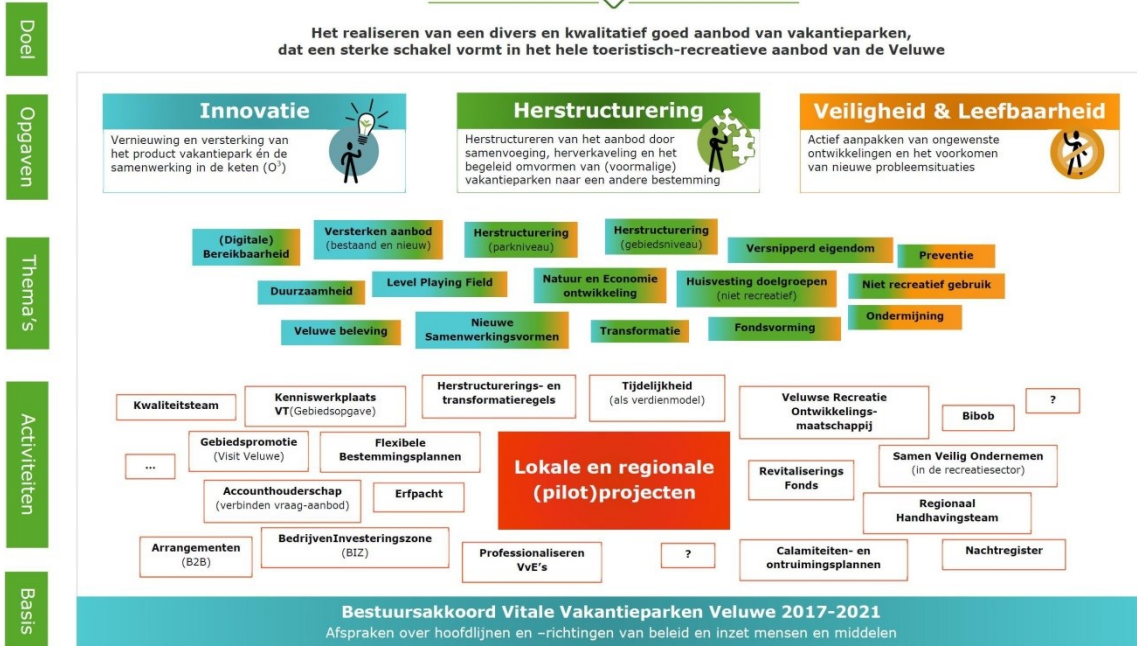 Doel
Het realiseren van een divers en kwalitatief goed aanbod van vakantieparken,
dat een sterke schakel vormt in het hele toeristisch-recreatieve aanbod van de Veluwe
Opgaven
Innovatie
Vernieuwing en versterking van
het product vakantiepark én de
samenwerking in de keten (O³)
Herstructurering
Herstructureren van het aanbod door
samenvoeging, herverkaveling en het
begeleid omvormen van (voormalige)
vakantieparken naar een andere bestemming
Veiligheid & Leefbaarheid
Actief aanpakken van ongewenste
ontwikkelingen en het voorkomen
van nieuwe probleemsituaties
Thema's
(Digitale)
Bereikbaarheid
Versterken aanbod
(bestaand en nieuw)
Herstructurering
(parkniveau)
Herstructurering
(gebiedsniveau)
Versnipperd eigendom
Preventie
Duurzaamheid
Level Playing Field
Natuur en Economie
ontwikkeling
Huisvesting doelgroepen
(niet recreatief)
Niet recreatief gebruik
Veluwe beleving
Nieuwe
Samenwerkingsvormen
Transformatie
Fondsvorming
Ondermijning
Activiteiten
Kwaliteitsteam
Kenniswerkplaats
VT(Gebiedsopgave)
Herstructurerings- en
transformatieregels
Tijdelijkheid
(als verdienmodel)
Veluwse Recreatie
Ontwikkelings-
maatschappij
Bibob
?
...
Gebiedspromotie
(Visit Veluwe)
Flexibele
Bestemmingsplannen
Lokale en regionale
(pilot)projecten
Revitaliserings
Fonds
Samen Veilig Ondernemen
(in de recreatiesector)
Accounthouderschap
(verbinden vraag-aanbod)
Erfpacht
Regionaal
Handhavingsteam
Arrangementen
(B2B)
BedrijvenInvesteringszone
(BIZ)
Professionaliseren
VvE's
?
Calamiteiten- en
ontruimingsplannen
Nachtregister
Basis
Bestuursakkoord Vitale Vakantieparken Veluwe 2017-2021
Afspraken over hoofdlijnen en –richtingen van beleid en inzet mensen en middelen